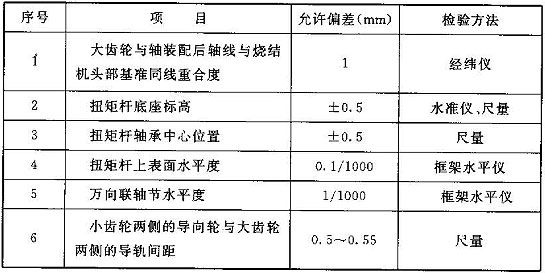 序号 项 目 允许偏差(mm) 检验方法
1 大齿轮与轴装配后轴线与烧结机头部基准同线重合度 1 经纬仪
2 扭矩杆底座标高 ±0.5 水准仪、尺量
3 扭矩杆轴承中心位置 ±0.5 尺量
4 扭矩杆上表面水平度 0.1/1000 框架水平仪
5 万向联轴节水平度 1/1000 框架水平仪
6 小齿轮两侧的导向轮与大齿轮两侧的导轨间距 0.5～0.55 尺量